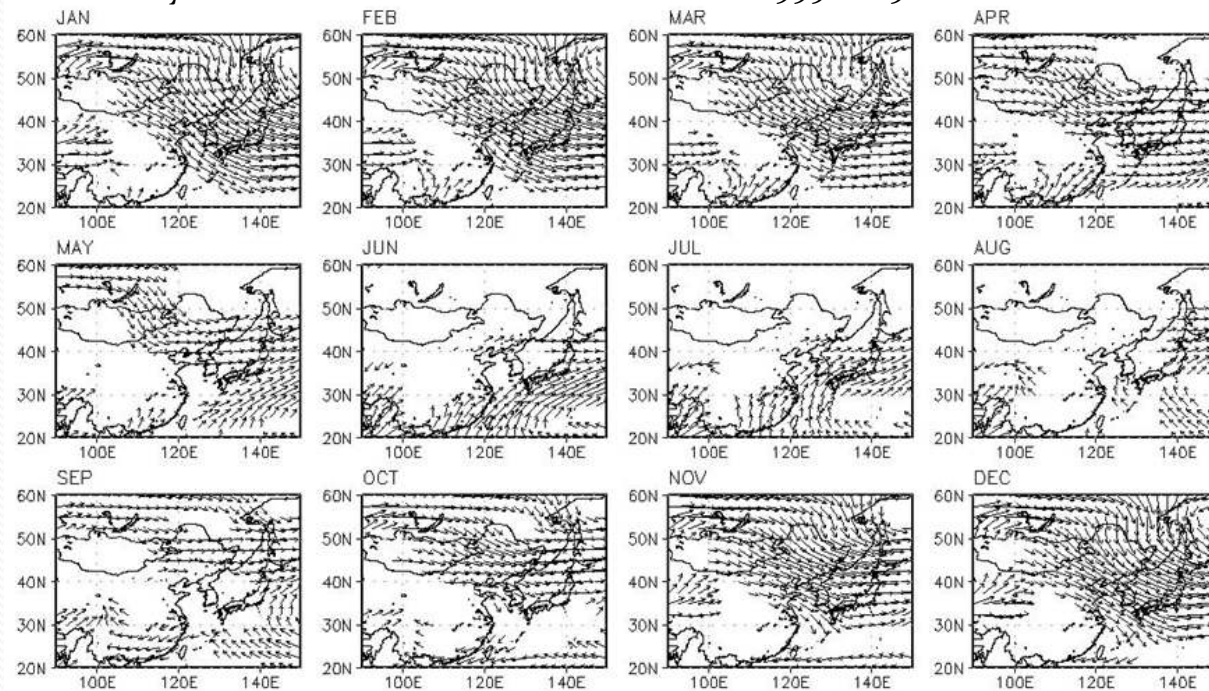 JAN FEB MAR APR
60N 60N 60N 60N
50N 50N 50N 50N
40N 40N 40N 40N
30N 30N 30N 30N
20N 20N 20N 20N
100E 120E 140E 100E 120E 140E 100E 120E 140E 100E 120E 140E
MAY JUN JUL AUG
60N 60N 60N 60N
50N 50N 50N 50N
40N 40N 40N 40N
30N 30N 30N 30N
20N 20N 20N 20N
100E 120E 140E 100E 120E 140E 100E 120E 140E 100E 120E 140E
SEP OCT NOV DEC
60N 60N 60N 60N
50N 50N 50N 50N
40N 40N 40N 40N
30N 30N 30N 30N
20N 20N 20N 20N
100E 120E 140E 100E 120E 140E 100E 120E 140E 100E 120E 140E